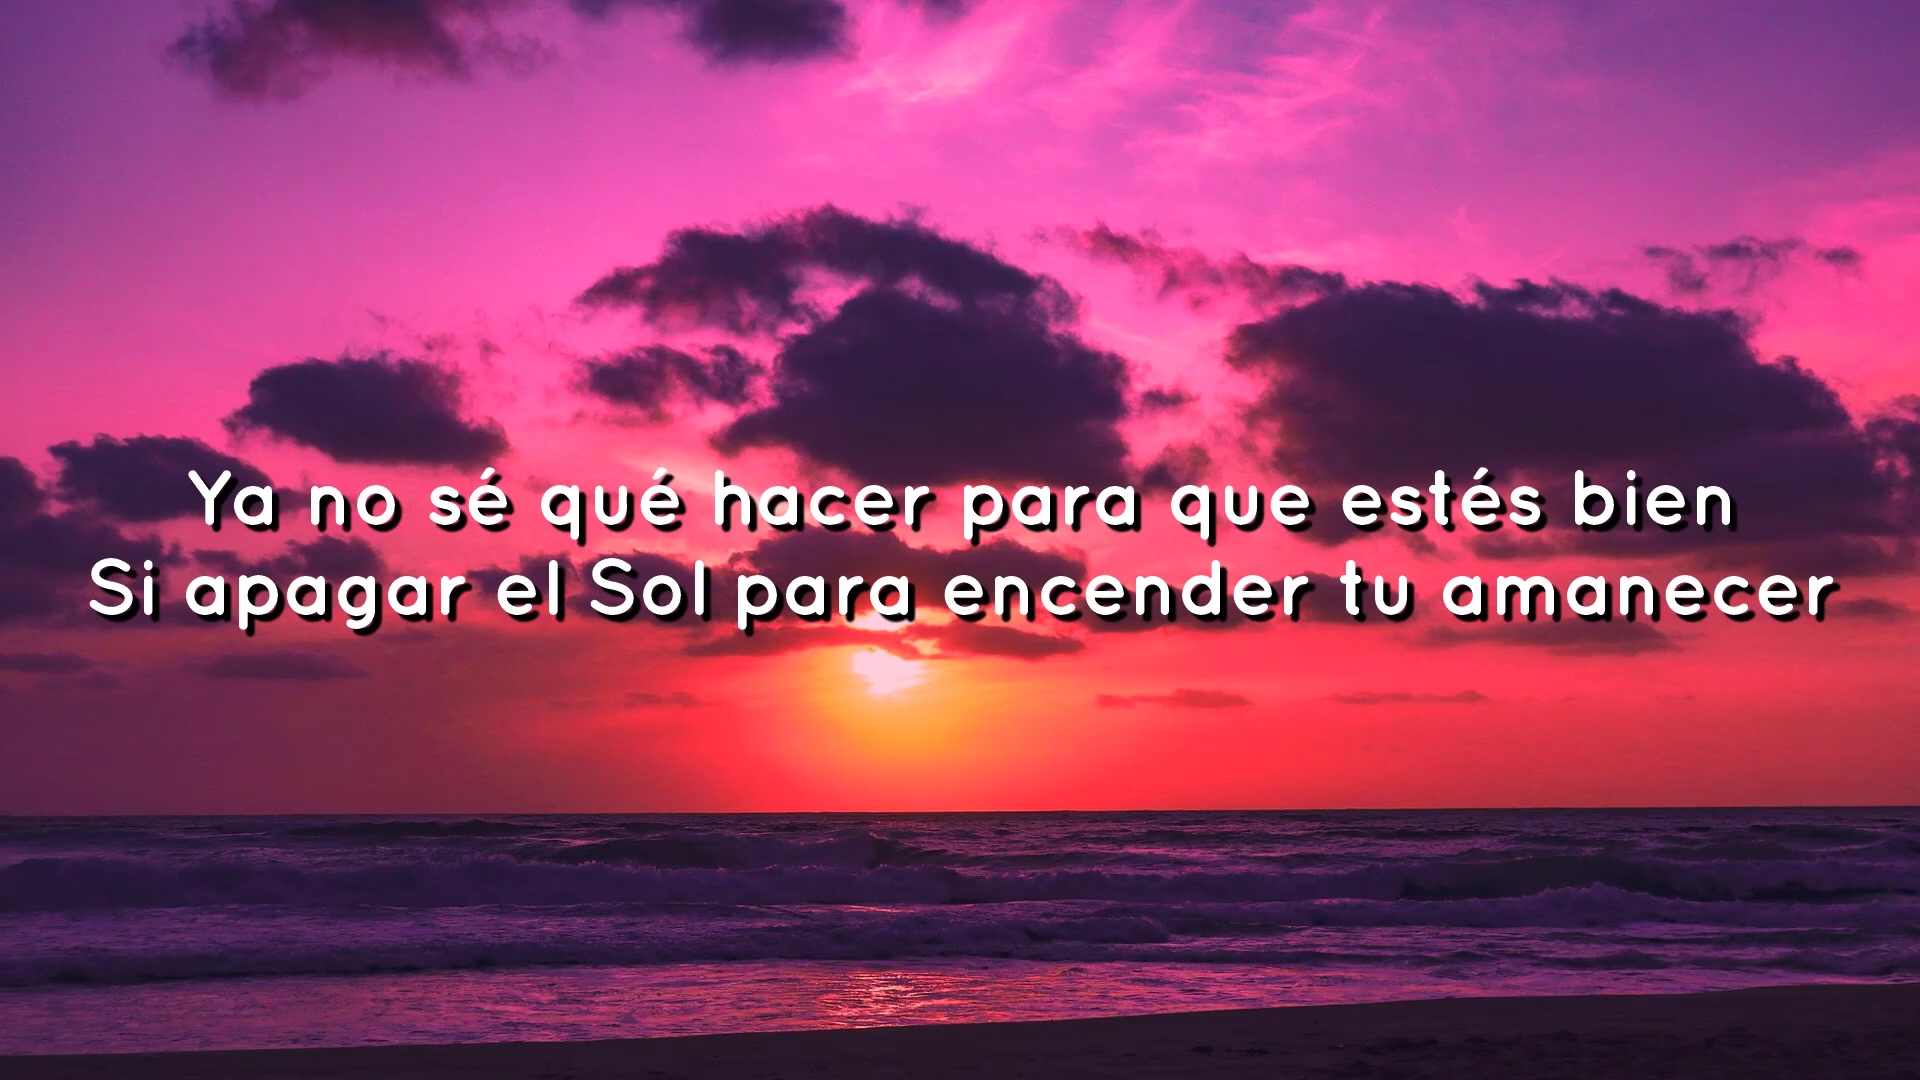 Ya no sé qué hacer para que estés bien
Si apagar el Sol para encender tu amanecer